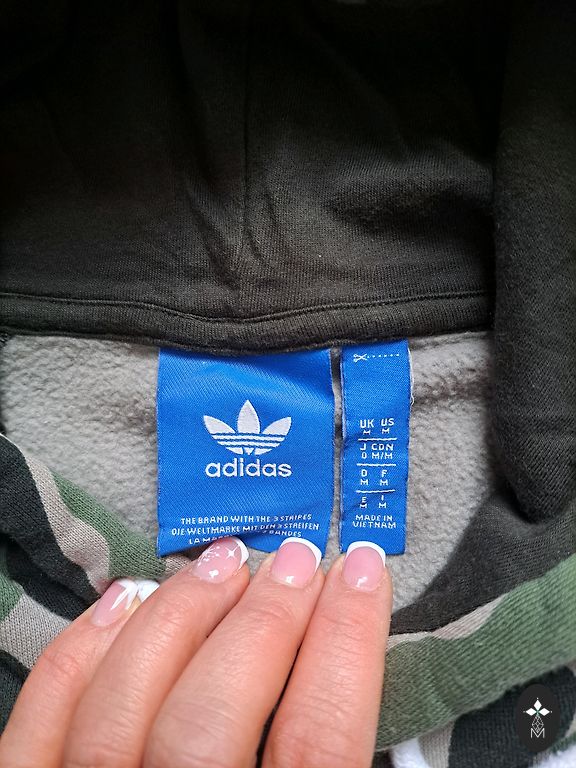 adidas
THE BRAND WITH THE 3 STRIPES
DIE WELTMARKE MIT DEN 3 STREIFEN
UK US
M M
J CDN
O M/M
D F
M M
E I
M M
MADE IN
VIETNAM